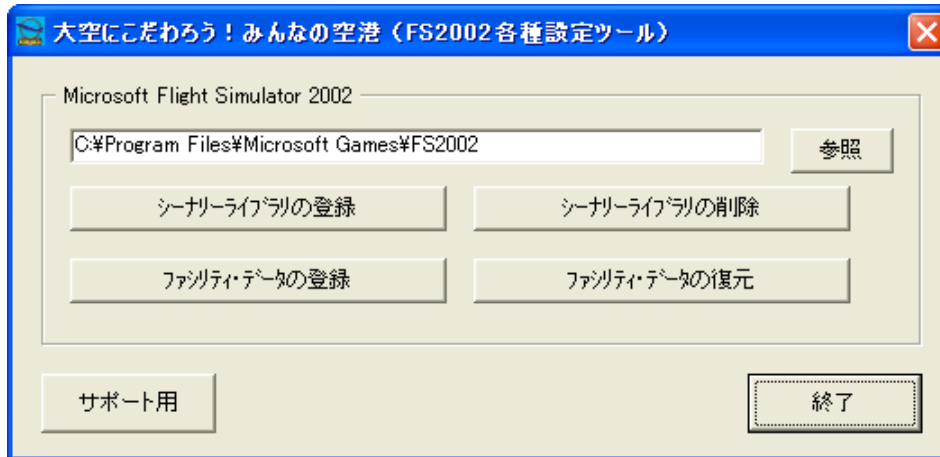 大空にこだわろう！みんなの空港（FS2002各種設定ツール）
Microsoft Flight Simulator 2002
C:¥Program Files¥Microsoft Games¥FS2002
参照
ｼｰﾅﾘｰﾗｲﾌﾞﾗﾘの登録
ｼｰﾅﾘｰﾗｲﾌﾞﾗﾘの削除
ﾌｧｼﾘﾃｨ･ﾃﾞｰﾀの登録
ﾌｧｼﾘﾃｨ･ﾃﾞｰﾀの復元
サポート用
終了